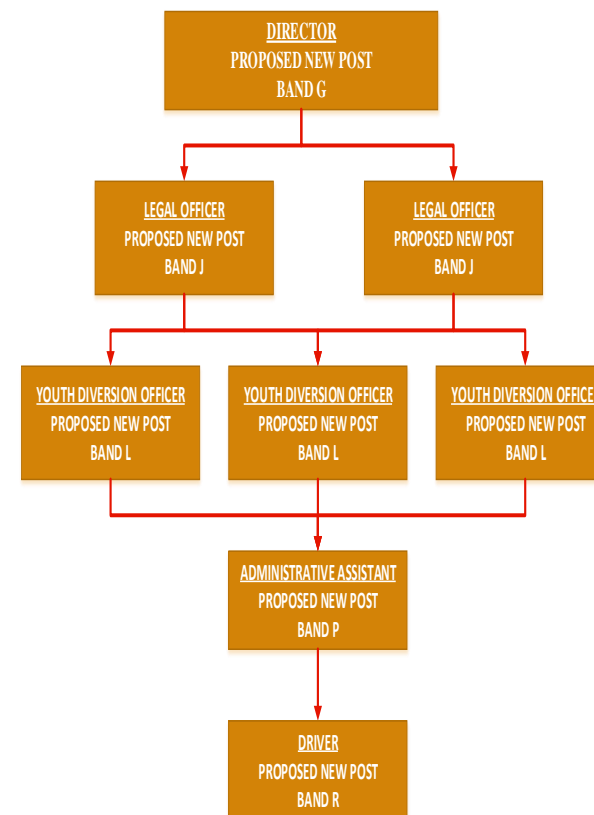 DIRECTOR
PROPOSED NEW POST
BAND G
LEGAL OFFICER
PROPOSED NEW POST
BAND J
LEGAL OFFICER
PROPOSED NEW POST
BAND J
YOUTH DIVERSION OFFICER
PROPOSED NEW POST
BAND L
YOUTH DIVERSION OFFICER
PROPOSED NEW POST
BAND L
YOUTH DIVERSION OFFICE
PROPOSED NEW POST
BAND L
ADMINISTRATIVE ASSISTANT
PROPOSED NEW POST
BAND P
DRIVER
PROPOSED NEW POST
BAND R